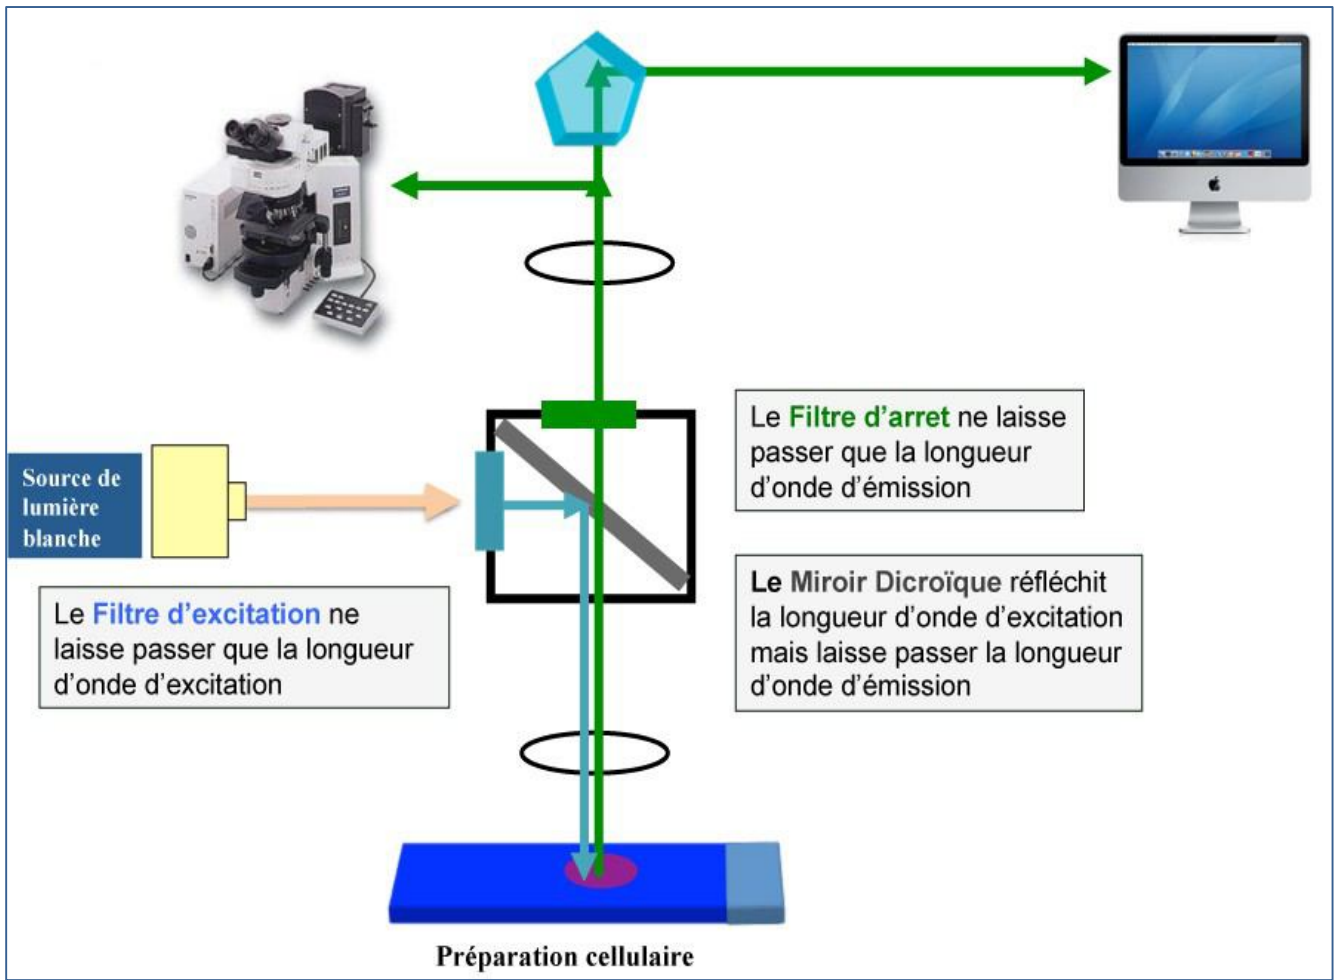 Le Filtre d'arret ne laisse
passer que la longueur
d'onde d'émission
Source de
lumière
blanche
Le Miroir Dicroïque réfléchit
la longueur d'onde d'excitation
mais laisse passer la longueur
d'onde d'émission
Le Filtre d'excitation ne
laisse passer que la longueur
d'onde d'excitation
Préparation cellulaire